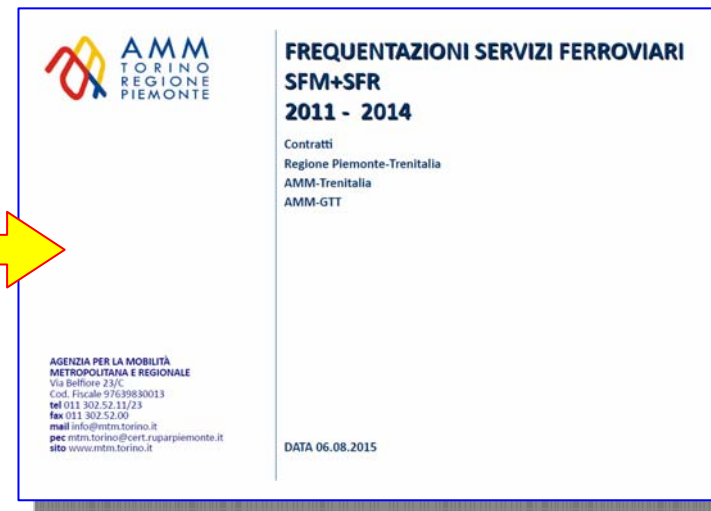 AMM
TORINO
REGIONE
PIEMONTE
FREQUENTAZIONI SERVIZI FERROVIARI
SFM+SFR
2011 - 2014
Contratti
Regione Piemonte-Trenitalia
AMM-Trenitalia
AMM-GTT
AGENZIA PER LA MOBILITÀ
METROPOLITANA E REGIONALE
Via Belfiore 23/C
Cod. Fiscale 97639830013
tel 011 302.52.11/23
fax 011 302.52.00
mail info@mtm.torino.it
pec mtm.torino@cert.ruparpiemonte.it
sito www.mtm.torino.it
DATA 06.08.2015